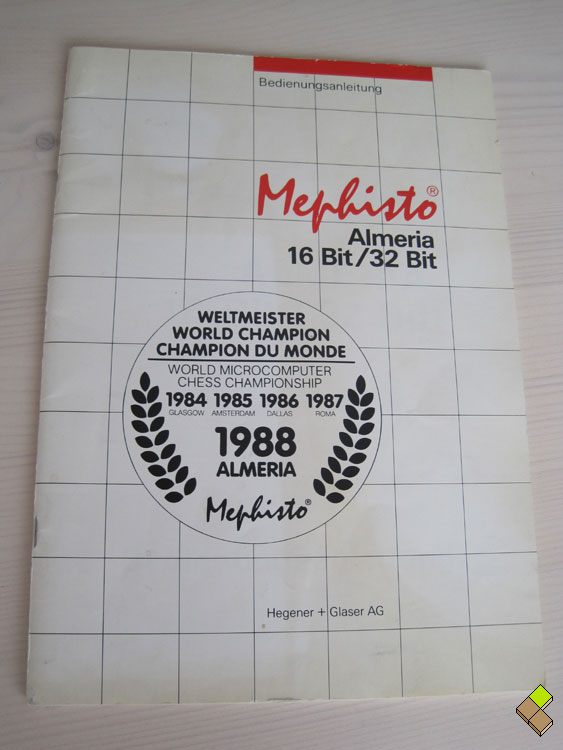 Bedienungsanleitung
Mephisto®
Almeria
16 Bit/32 Bit
WELTMEISTER
WORLD CHAMPION
CHAMPION DU MONDE
WORLD MICROCOMPUTER
CHESS CHAMPIONSHIP
1984 1985 1986 1987
GLASGOW AMSTERDAM DALLAS ROMA
1988
ALMERIA
Mephisto®
Hegener + Glaser AG